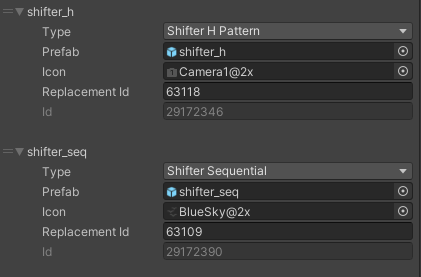 shifter_h
Type Shifter H Pattern
Prefab shifter_h
Icon Camera1@2x
Replacement Id 63118
Id 29172346
shifter_seq
Type Shifter Sequential
Prefab shifter_seq
Icon BlueSky@2x
Replacement Id 63109
Id 29172390